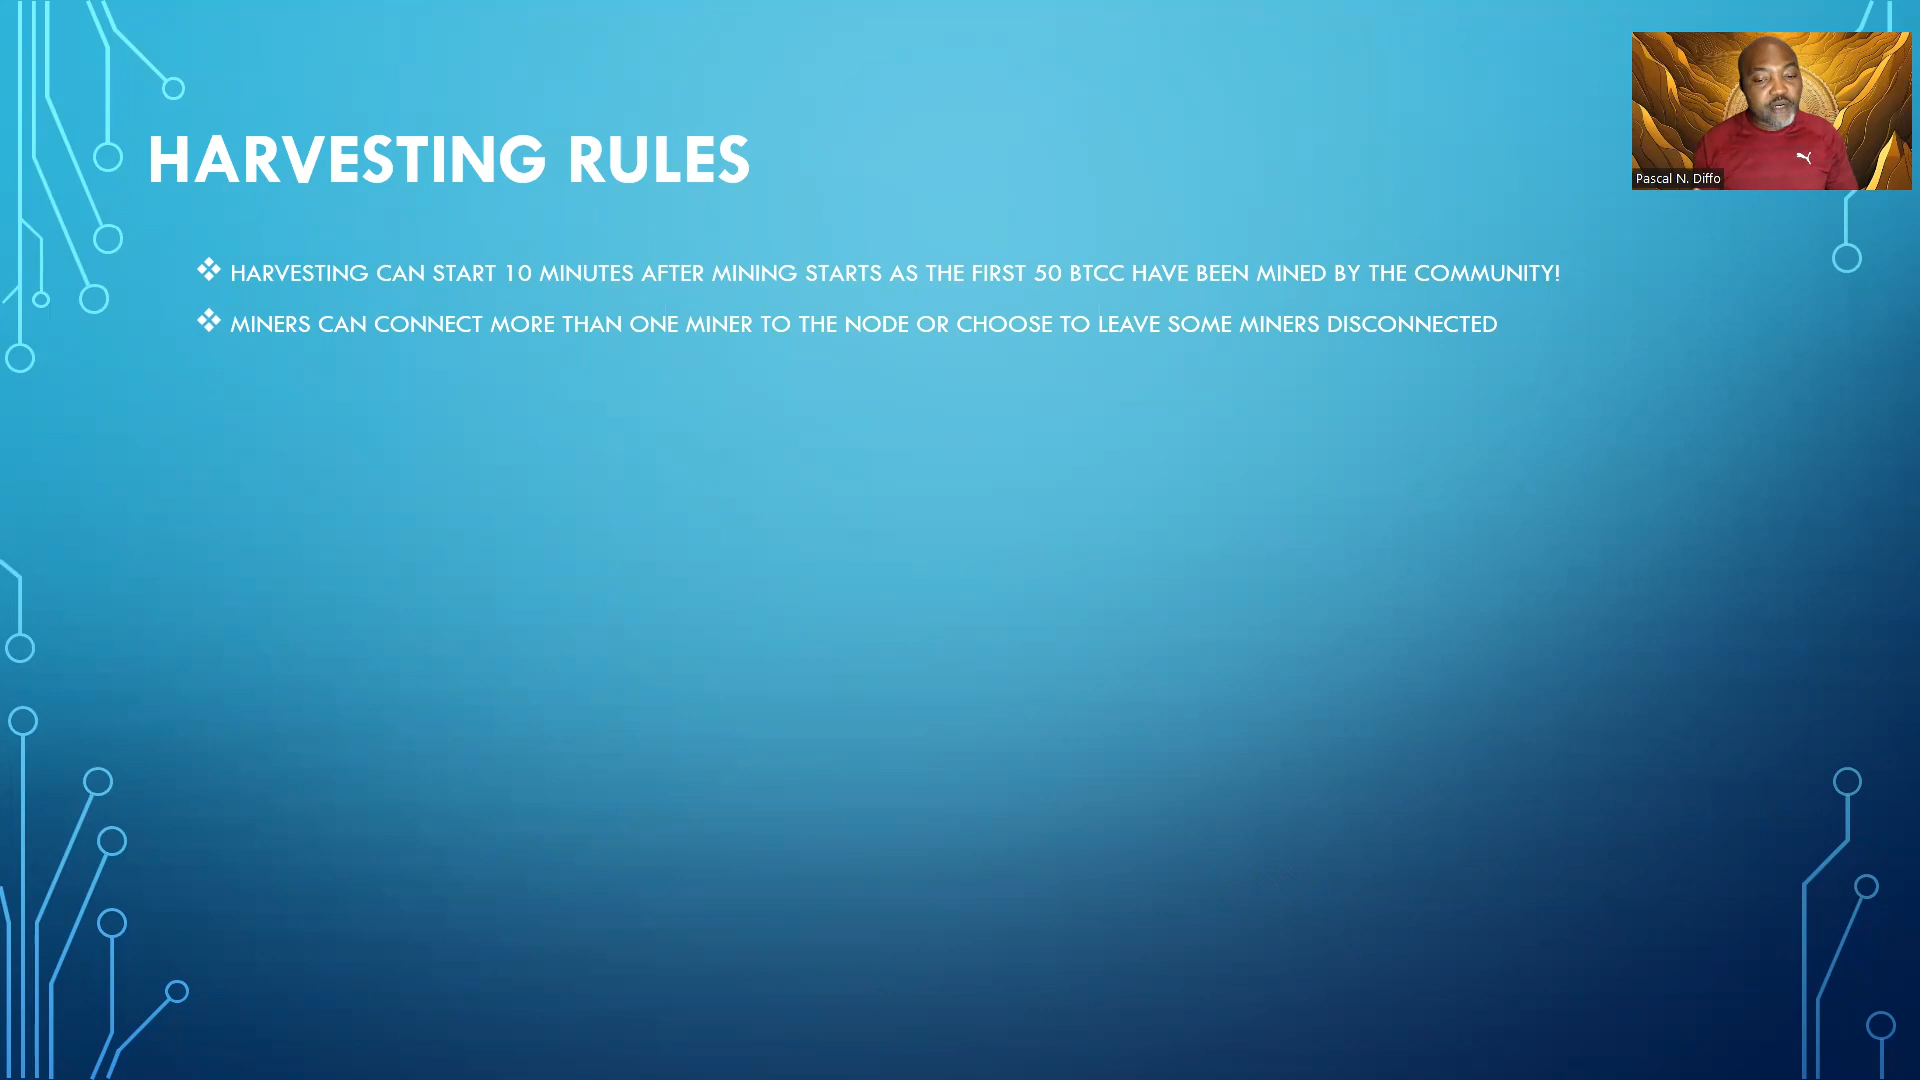 HARVESTING RULES
HARVESTING CAN START 10 MINUTES AFTER MINING STARTS AS THE FIRST 50 BTCC HAVE BEEN MINED BY THE COMMUNITY!
MINERS CAN CONNECT MORE THAN ONE MINER TO THE NODE OR CHOOSE TO LEAVE SOME MINERS DISCONNECTED
Pascal N. Diffo